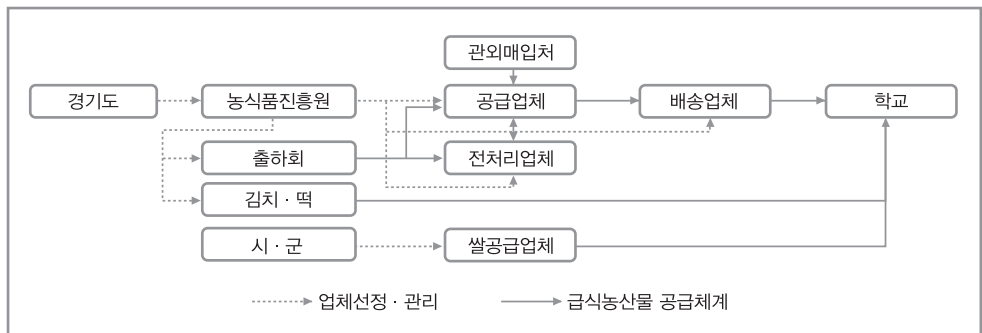 관외매입처
경기도 농식품진흥원 공급업체 배송업체 학교
출하회 전처리업체
김치 · 떡
시 · 군 쌀공급업체
업체선정 · 관리 급식농산물 공급체계